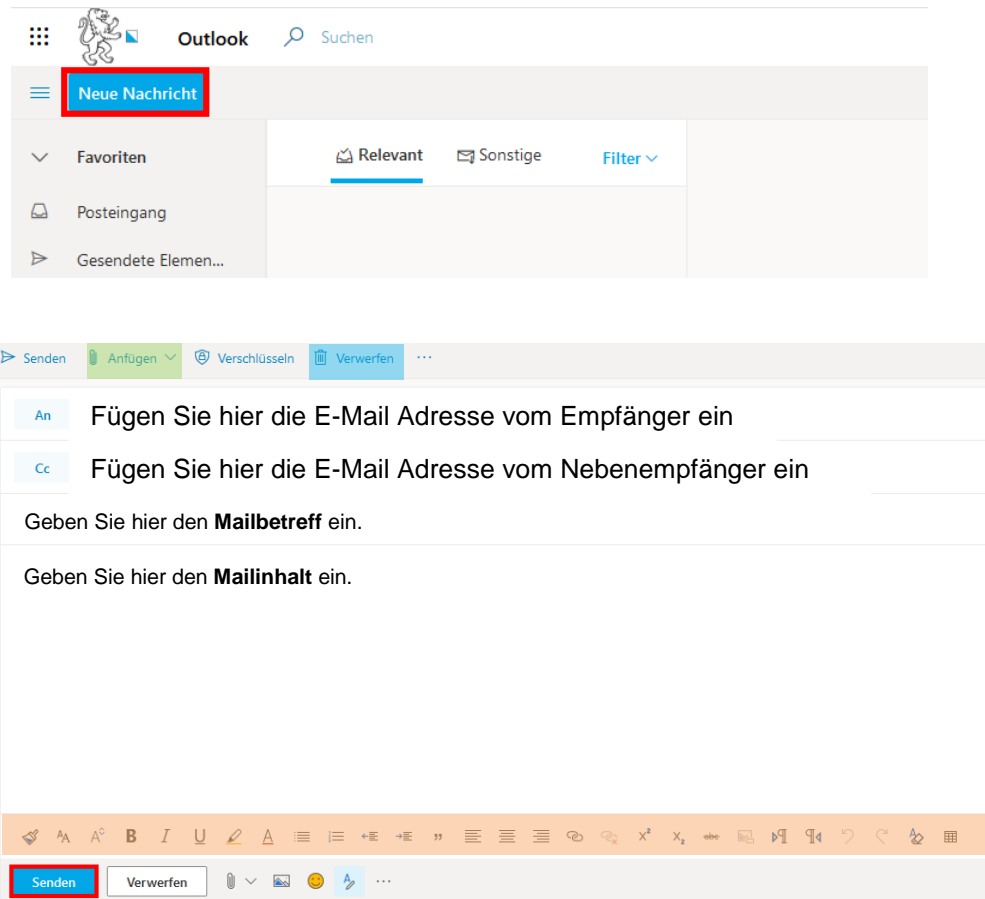 Outlook Suchen
Neue Nachricht
Favoriten Relevant Sonstige Filter
Posteingang
Gesendete Elemen...
Senden Anfügen Verschlüsseln Verwerfen ...
An Fügen Sie hier die E-Mail Adresse vom Empfänger ein
Cc Fügen Sie hier die E-Mail Adresse vom Nebenempfänger ein
Geben Sie hier den Mailbetreff ein.
Geben Sie hier den Mailinhalt ein.
Senden Verwerfen ...